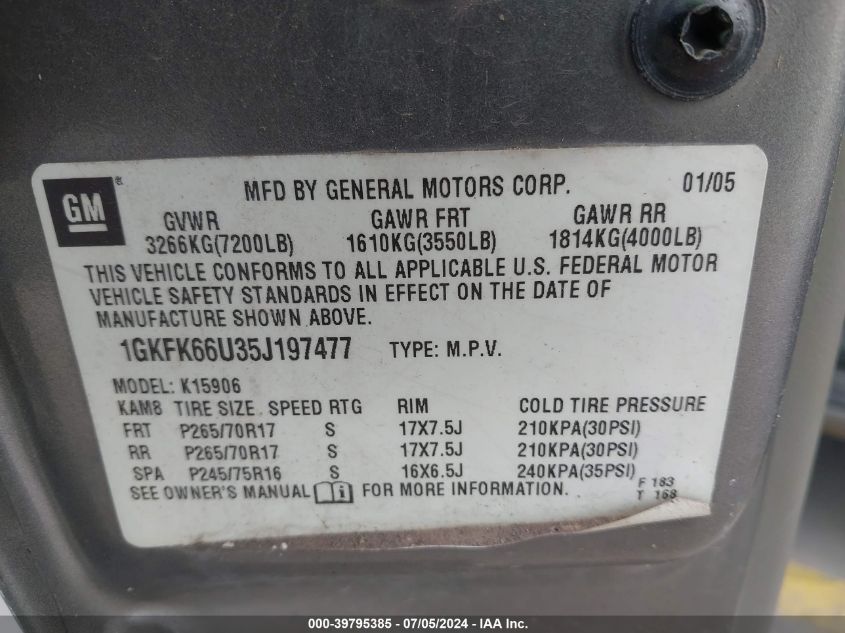 GM
MFD BY GENERAL MOTORS CORP. 01/05
GVWR GAWR FRT GAWR RR
3266KG(7200LB) 1610KG(3550LB) 1814KG(4000LB)
THIS VEHICLE CONFORMS TO ALL APPLICABLE U.S. FEDERAL MOTOR
VEHICLE SAFETY STANDARDS IN EFFECT ON THE DATE OF
MANUFACTURE SHOWN ABOVE.
1GKFK66U35J197477 TYPE: M.P.V.
MODEL: K15906
KAM8 TIRE SIZE SPEED RTG RIM COLD TIRE PRESSURE
FRT P265/70R17 S 17X7.5J 210KPA(30PSI)
RR P265/70R17 S 17X7.5J 210KPA(30PSI)
SPA P245/75R16 S 16X6.5J 240KPA(35PSI)
SEE OWNER'S MANUAL FOR MORE INFORMATION.
F 183
T 168
000-39795385 - 07/05/2024 - IAA Inc.